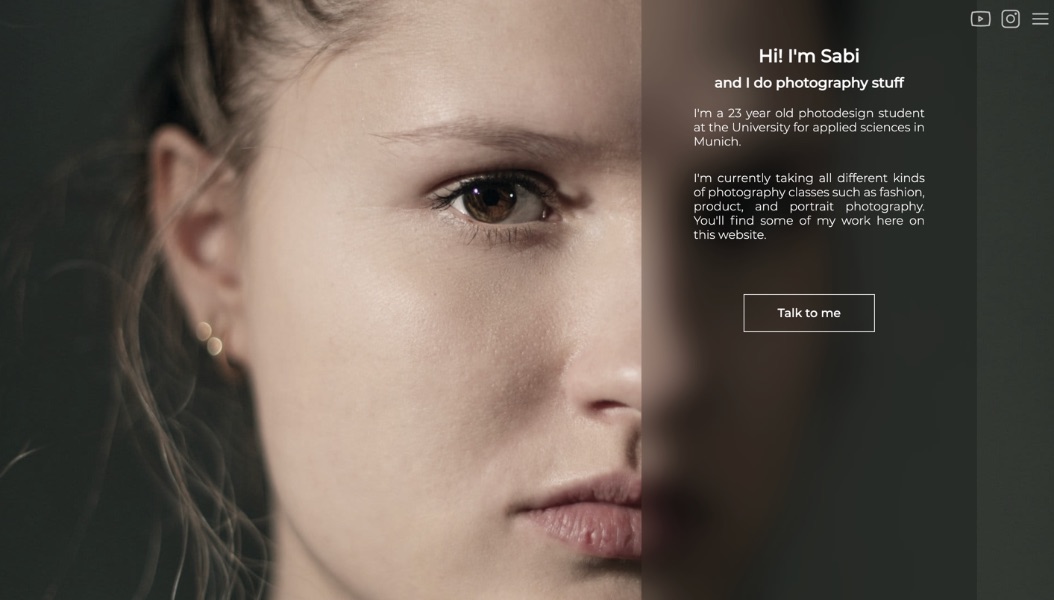 Hi! I'm Sabi
and I do photography stuff
I'm a 23 year old photodesign student
at the University for applied sciences in
Munich.
I'm currently taking all different kinds
of photography classes such as fashion,
product, and portrait photography.
You'll find some of my work here on
this website.
Talk to me